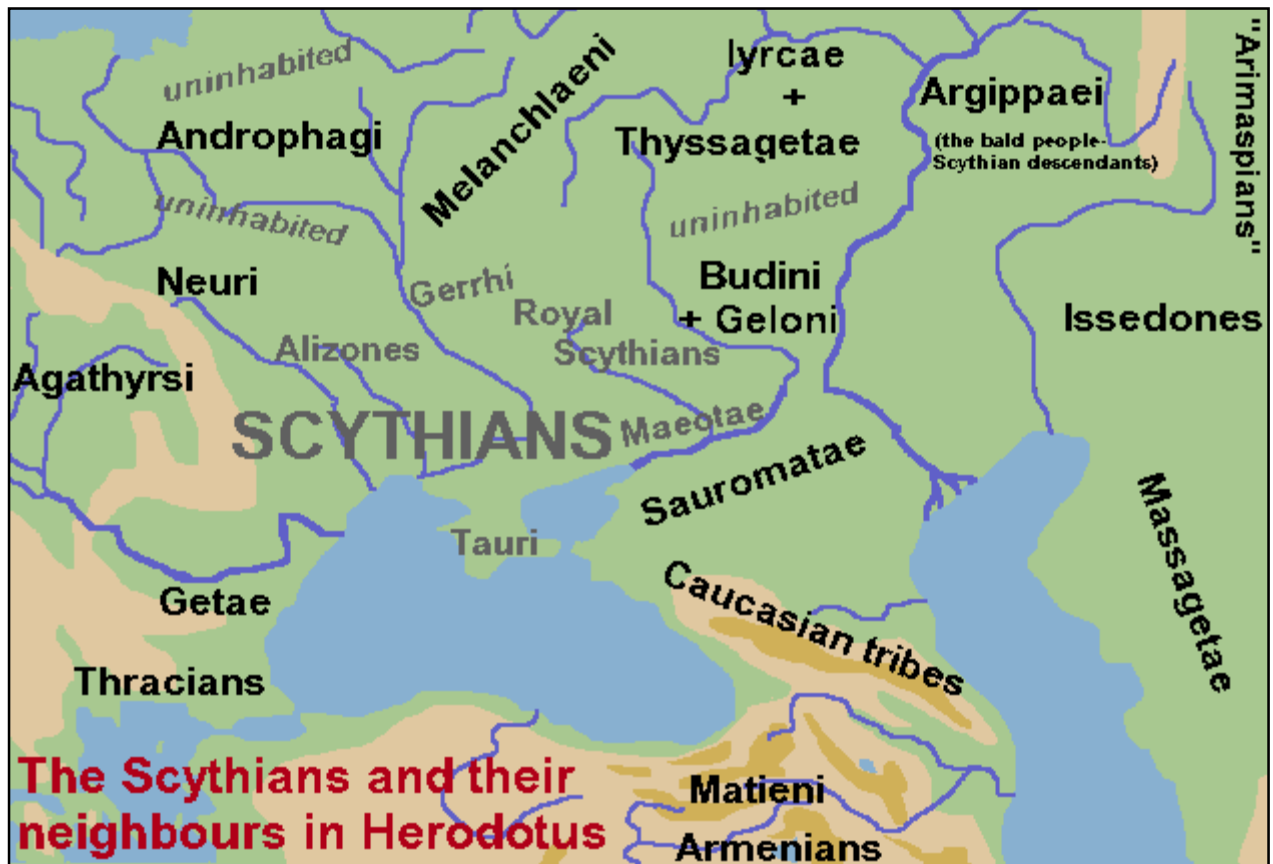 uninhabited
Androphagi
Melanchlaeni
Iyrcae
+
Thyssagetae
Argippaei
(the bald people-
Scythian descendants)
"Arimaspians"
uninhabited
uninhabited
Neuri
Gerrhi
Budini
+ Geloni
Royal
Scythians
Issedones
Alizones
Agathyrsi
SCYTHIANS
Maeotae
Sauromatae
Massagetae
Tauri
Getae
Caucasian tribes
Thracians
The Scythians and their
neighbours in Herodotus
Matieni
Armenians